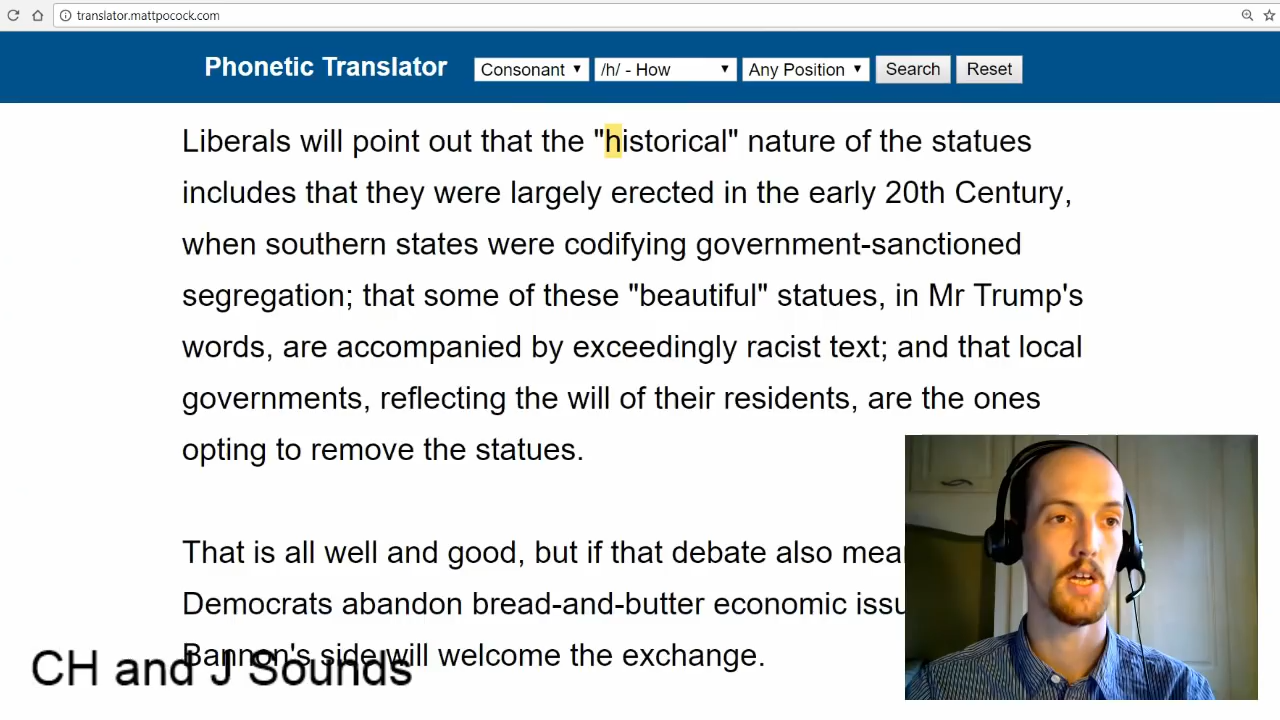 translator.mattpocock.com
Phonetic Translator Consonant /h/ - How Any Position Search Reset
Liberals will point out that the "historical" nature of the statues
includes that they were largely erected in the early 20th Century,
when southern states were codifying government-sanctioned
segregation; that some of these "beautiful" statues, in Mr Trump's
words, are accompanied by exceedingly racist text; and that local
governments, reflecting the will of their residents, are the ones
opting to remove the statues.
That is all well and good, but if that debate also
Democrats abandon bread-and-butter economic
Bannon's side will welcome the exchange.
CH and J Sounds